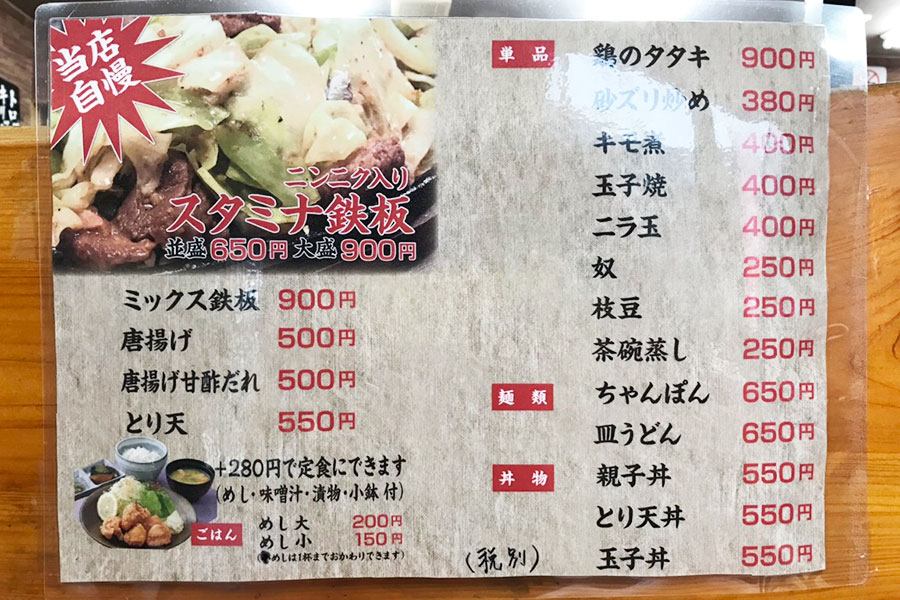 当店
自慢
ニンニク入り
スタミナ鉄板
並盛650円 大盛900円
ミックス鉄板 900円
唐揚げ 500円
唐揚げ甘酢だれ 500円
とり天 550円
+280円で定食にできます
(めし・味噌汁・漬物・小鉢 付)
ごはん
めし大 200円
めし小 150円
めしは1杯までおかわりできます)
単品
鶏のタタキ 900円
砂ズリ炒め 380円
キモ煮 400円
玉子焼 400円
ニラ玉 400円
奴 250円
枝豆 250円
茶碗蒸し 250円
麺類
ちゃんぽん 650円
皿うどん 650円
丼物
親子丼 550円
とり天丼 550円
玉子丼 550円
(税別)